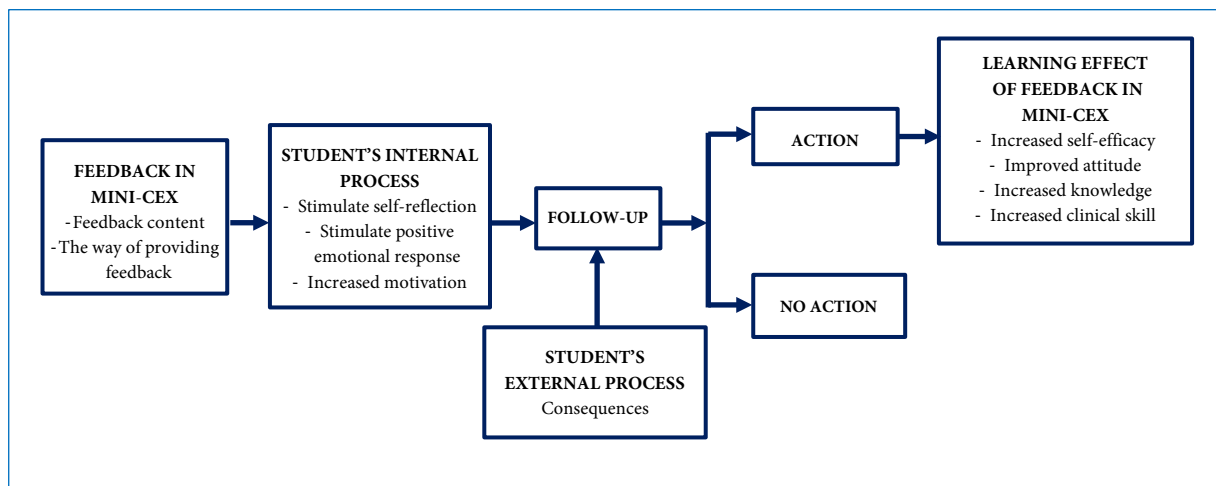 FEEDBACK IN
MINI-CEX
-Feedback content
-The way of providing
feedback
STUDENT’S INTERNAL
PROCESS
- Stimulate self-reflection
- Stimulate positive
emotional response
- Increased motivation
FOLLOW-UP
STUDENT’S
EXTERNAL PROCESS
Consequences
ACTION
NO ACTION
LEARNING EFFECT
OF FEEDBACK IN
MINI-CEX
- Increased self-efficacy
- Improved attitude
- Increased knowledge
- Increased clinical skill